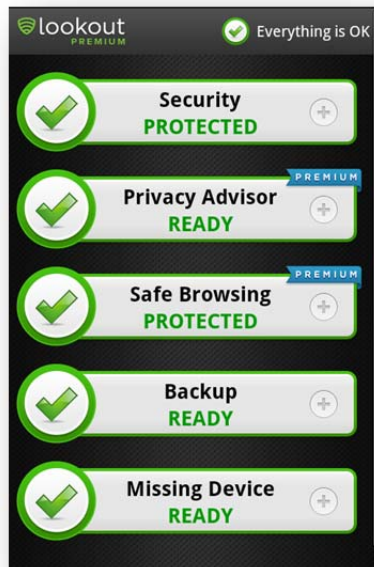 lookout
PREMIUM
Everything is OK
Security
PROTECTED
PREMIUM
Privacy Advisor
READY
PREMIUM
Safe Browsing
PROTECTED
Backup
READY
Missing Device
READY